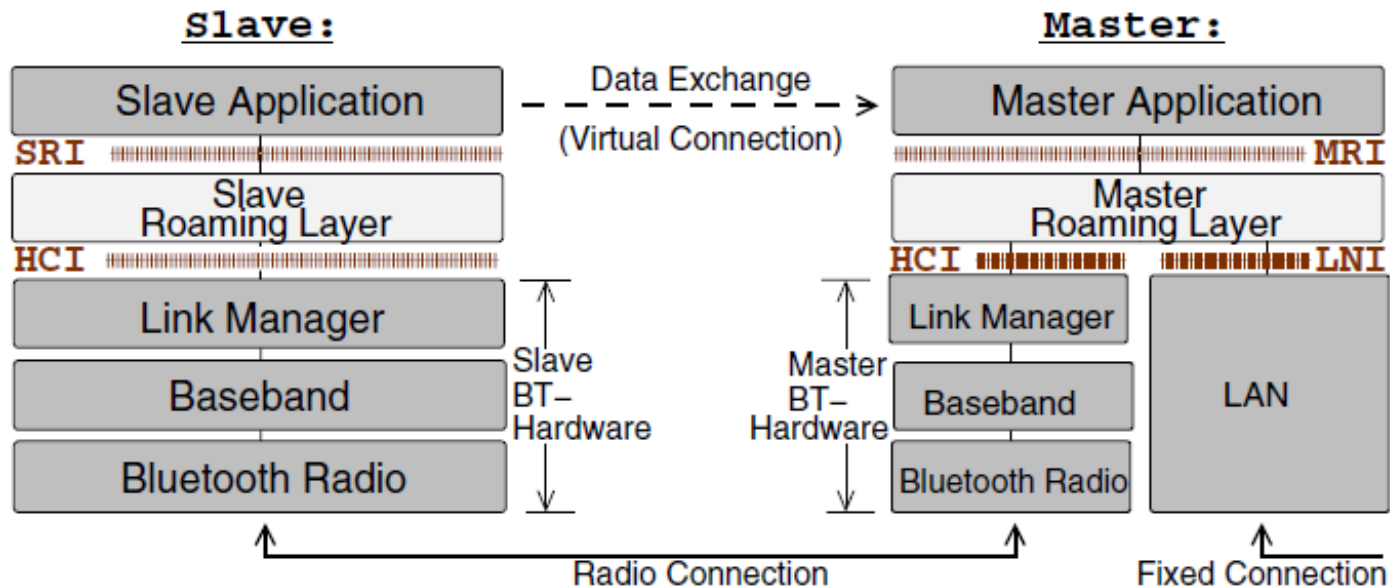 Slave:
Master:
Slave Application
Data Exchange
(Virtual Connection)
Master Application
SRI
MRI
Slave
Roaming Layer
Master
Roaming Layer
HCI
HCI
LNI
Link Manager
Baseband
Bluetooth Radio
Slave
BT–
Hardware
Master
BT–
Hardware
Link Manager
Baseband
Bluetooth Radio
LAN
Radio Connection
Fixed Connection